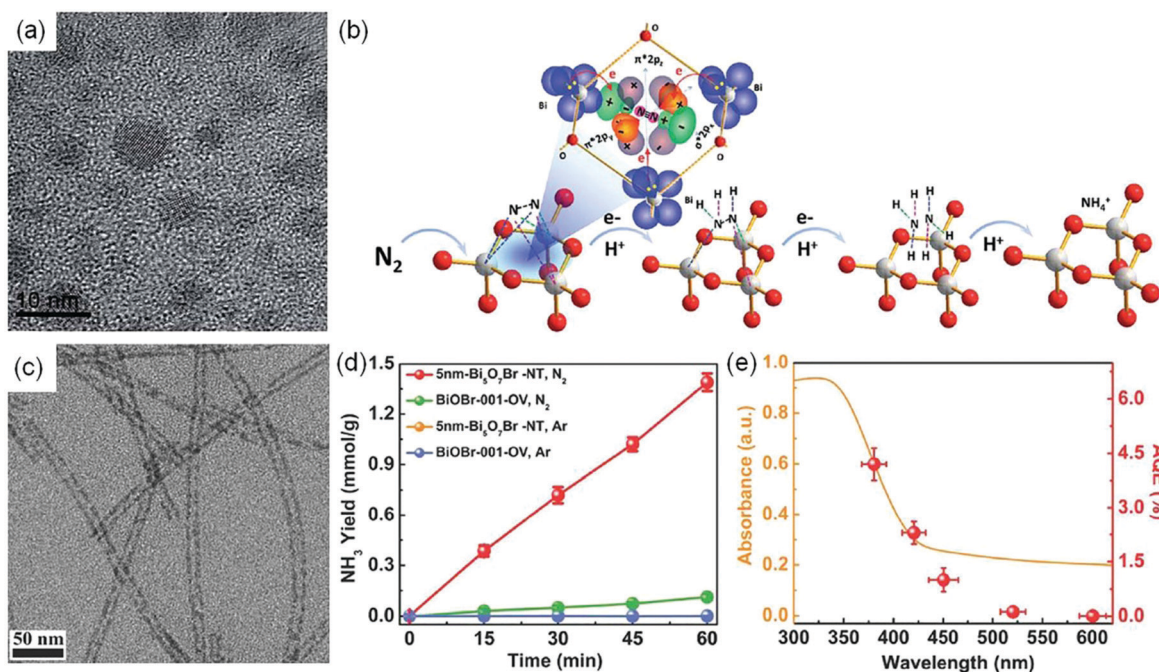 (a)
10 nm
(b)
O
π*2p
e
e
Bi
Bi
π*2p
O
O
e
Bi
N N
N₂
e-
H⁺
H H H H
N N
e-
H⁺
H H H
N N
H H H
H⁺
NH₄⁺
(c)
50 nm
(d)
NH₃ Yield (mmol/g)
1.5
1.2
0.9
0.6
0.3
0.0
5nm-Bi₅O₇Br -NT, N₂
BiOBr-001-OV, N₂
5nm-Bi₅O₇Br -NT, Ar
BiOBr-001-OV, Ar
0 15 30 45 60
Time (min)
(e)
Absorbance (a.u.)
1.0
0.8
0.6
0.4
0.2
0.0
6.0
4.5
3.0
1.5
0.0
AQE (%)
300 350 400 450 500 550 600
Wavelength (nm)